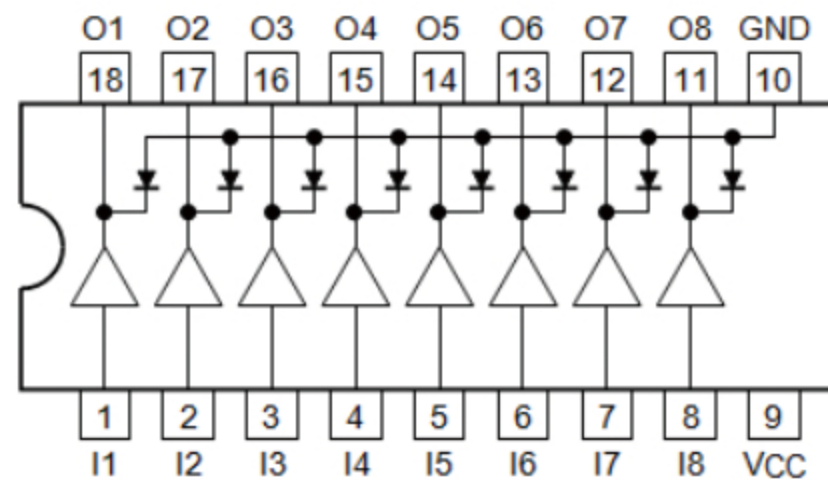 O1 O2 O3 O4 O5 O6 O7 O8 GND
18 17 16 15 14 13 12 11 10
1 2 3 4 5 6 7 8 9
I1 I2 I3 I4 I5 I6 I7 I8 VCC